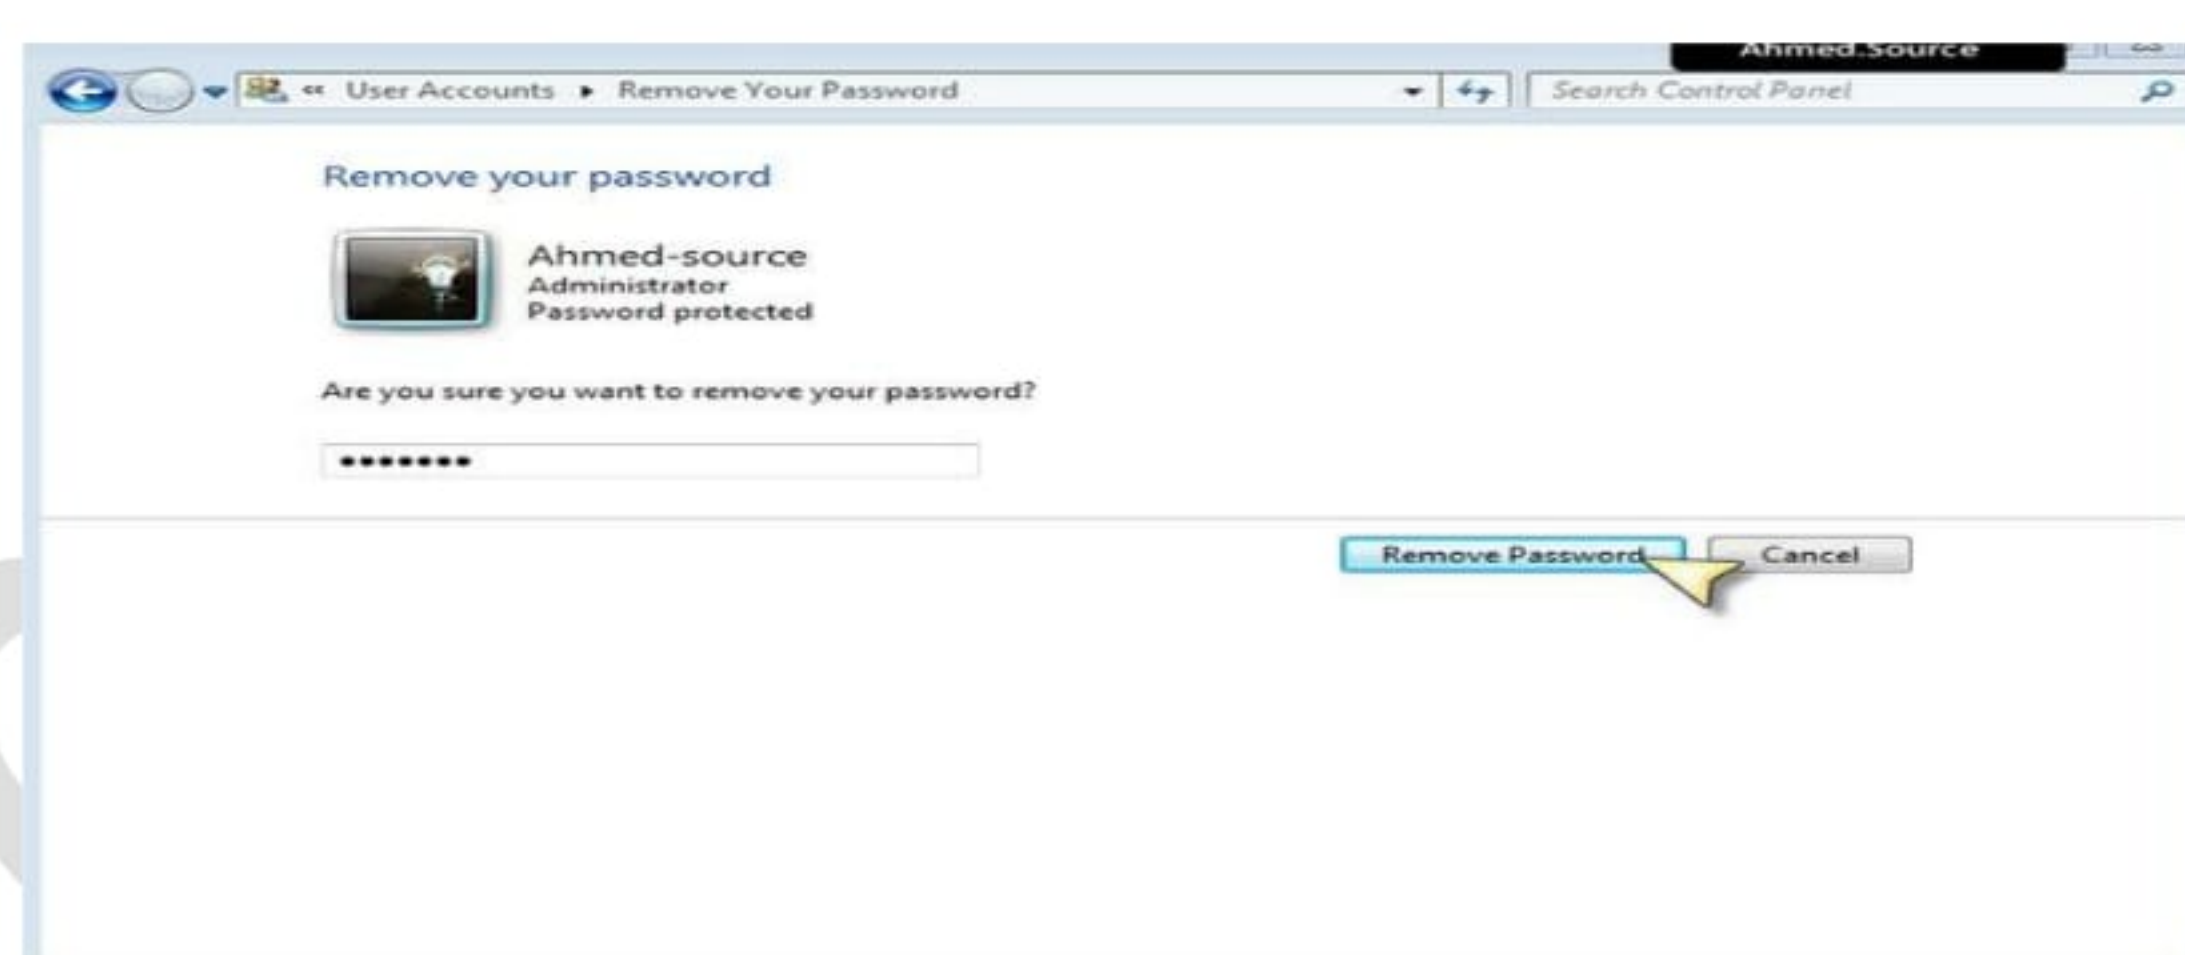 Ahmed.Source
« User Accounts ▸ Remove Your Password
Search Control Panel
Remove your password
Ahmed-source
Administrator
Password protected
Are you sure you want to remove your password?
•••••••
Remove Password
Cancel